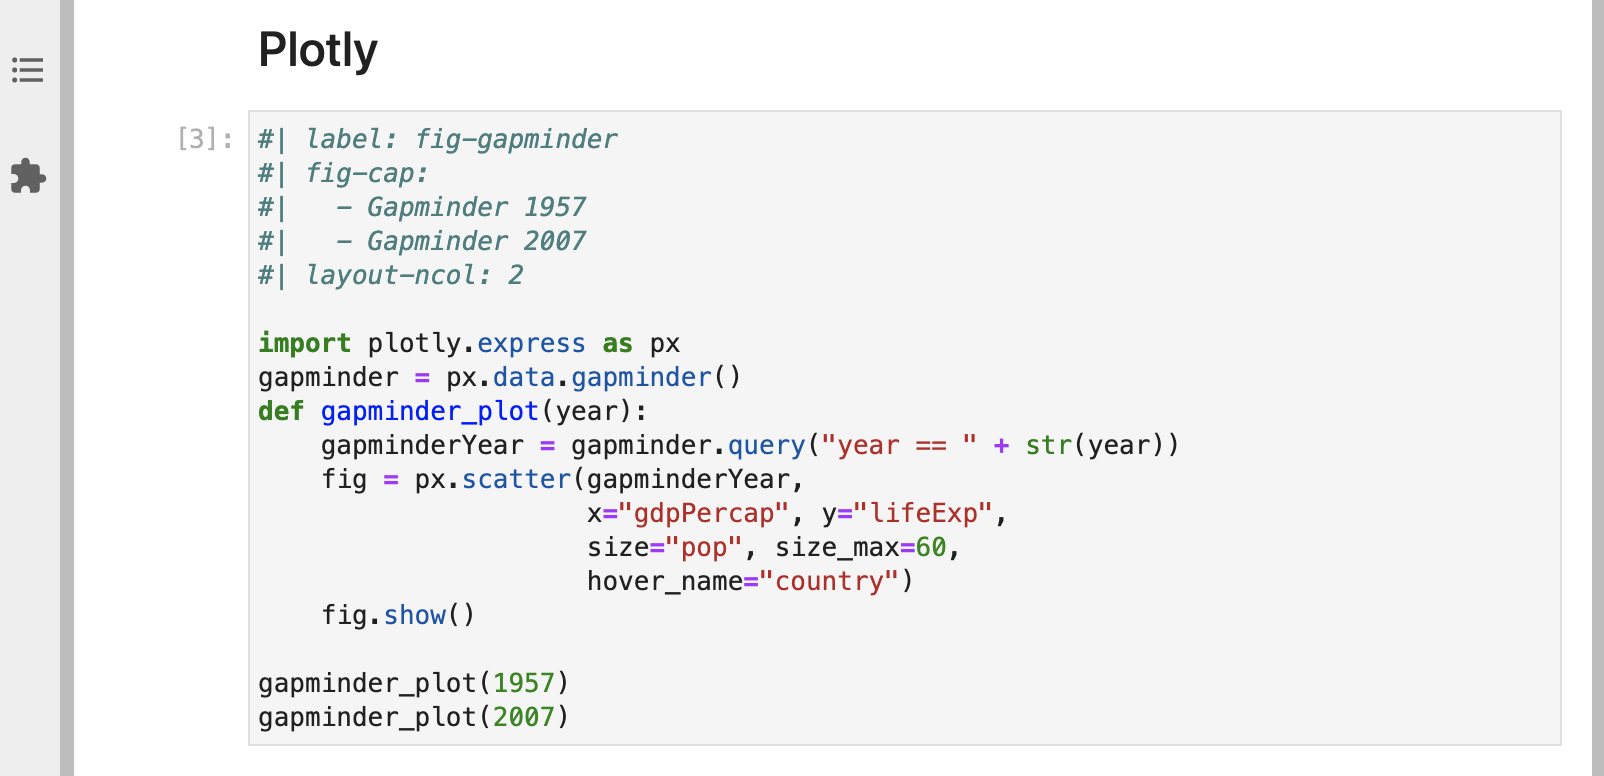 Plotly
[3]:
#| label: fig-gapminder
#| fig-cap:
#|   - Gapminder 1957
#|   - Gapminder 2007
#| layout-ncol: 2

import plotly.express as px
gapminder = px.data.gapminder()
def gapminder_plot(year):
    gapminderYear = gapminder.query("year == " + str(year))
    fig = px.scatter(gapminderYear,
                     x="gdpPercap", y="lifeExp",
                     size="pop", size_max=60,
                     hover_name="country")
    fig.show()

gapminder_plot(1957)
gapminder_plot(2007)